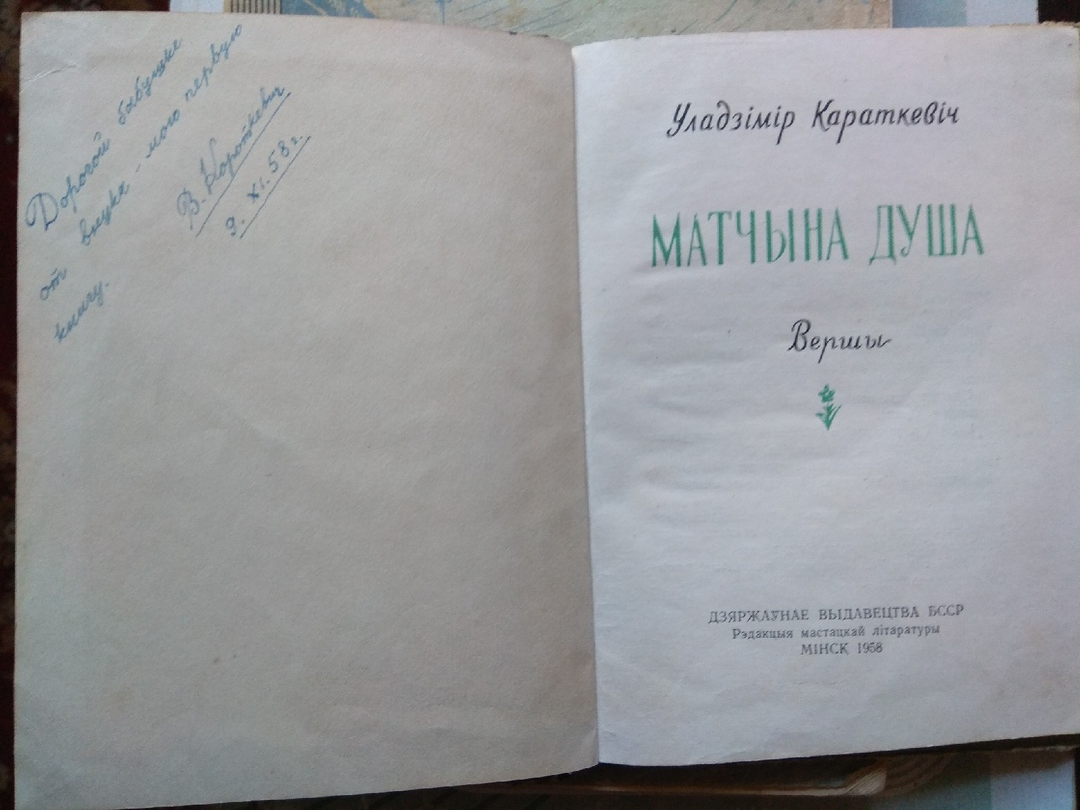 Дорогой бабушке
от внука - мою первую
книгу.
В. Короткевич
9. XI. 58 г.
Уладзімір Караткевіч
МАТЧЫНА ДУША
Вершы
ДЗЯРЖАЎНАЕ ВЫДАВЕЦТВА БССР
Рэдакцыя мастацкай літаратуры
МІНСК 1958